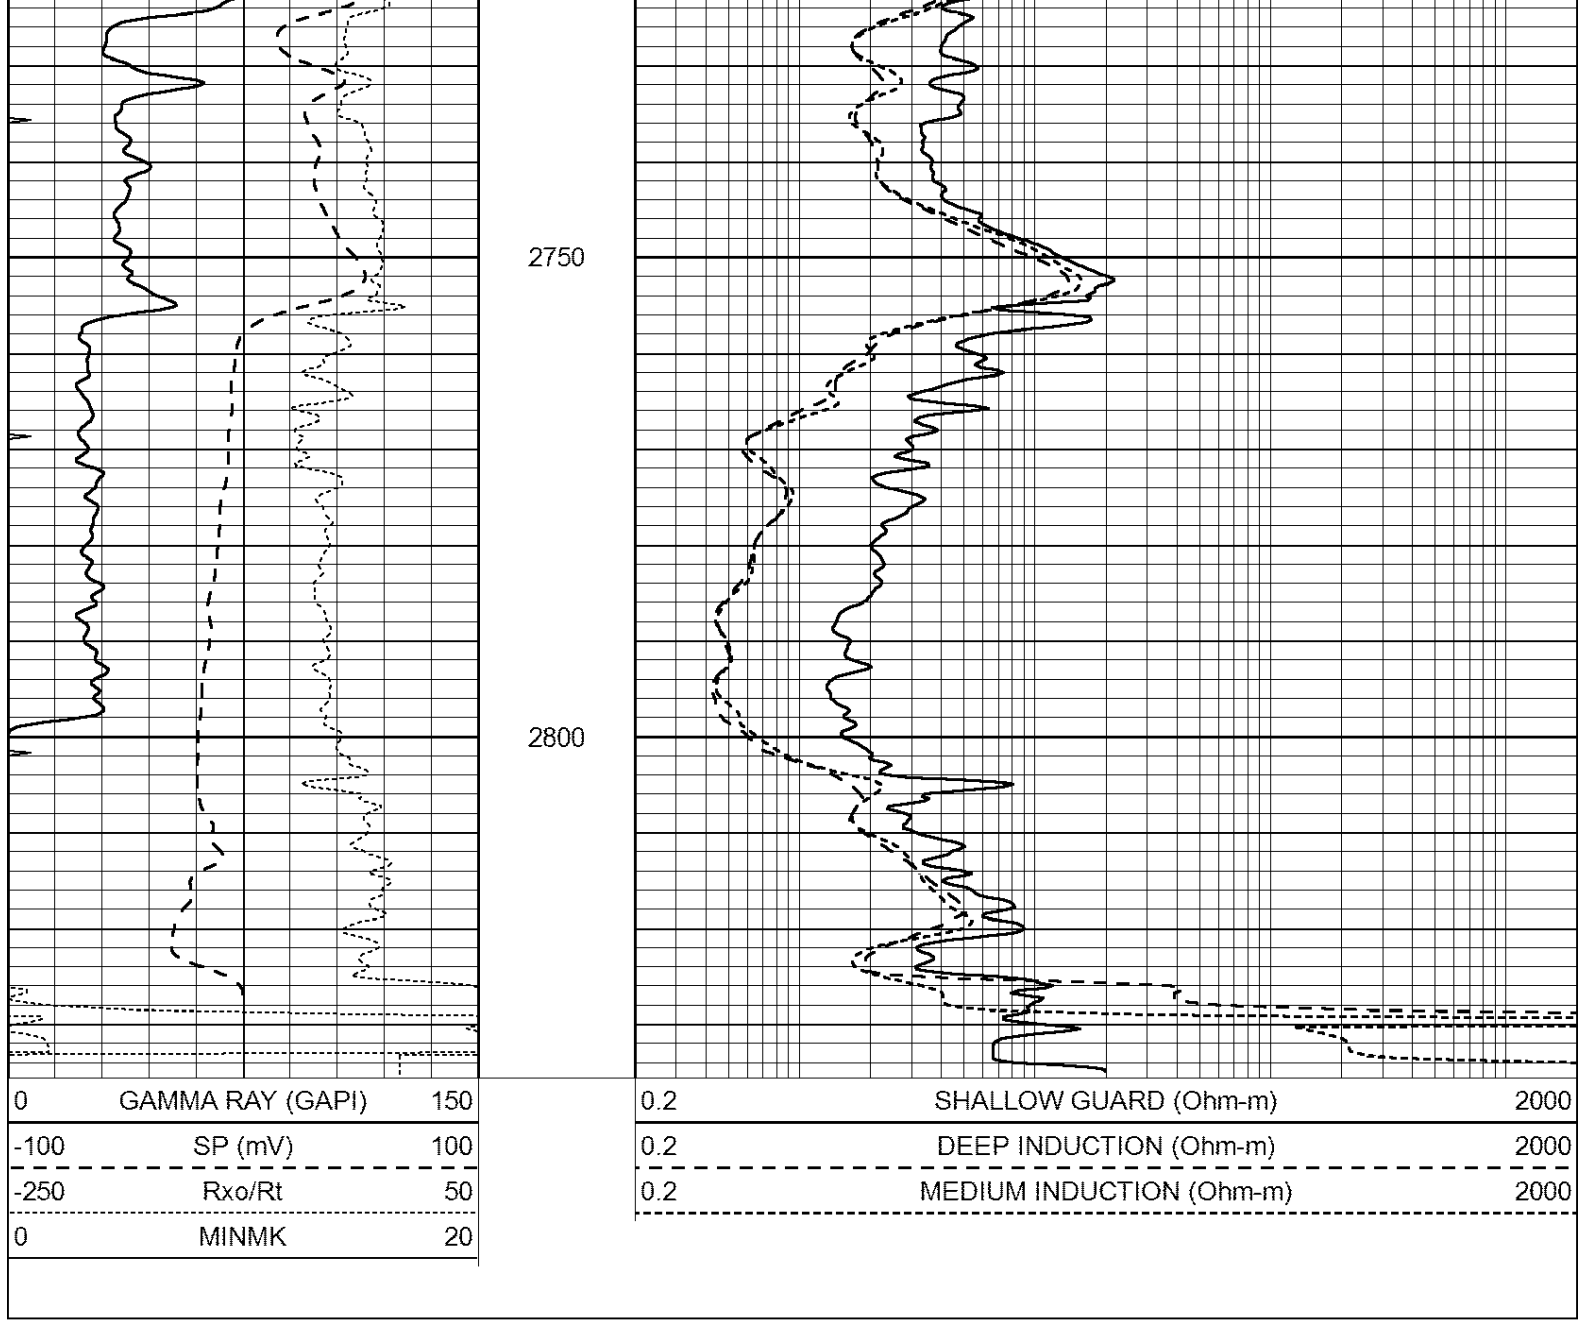 2750
2800
0 GAMMA RAY (GAPI) 150
0.2 SHALLOW GUARD (Ohm-m) 2000
-100 SP (mV) 100
0.2 DEEP INDUCTION (Ohm-m) 2000
-250 Rxo/Rt 50
0.2 MEDIUM INDUCTION (Ohm-m) 2000
0 MINMK 20